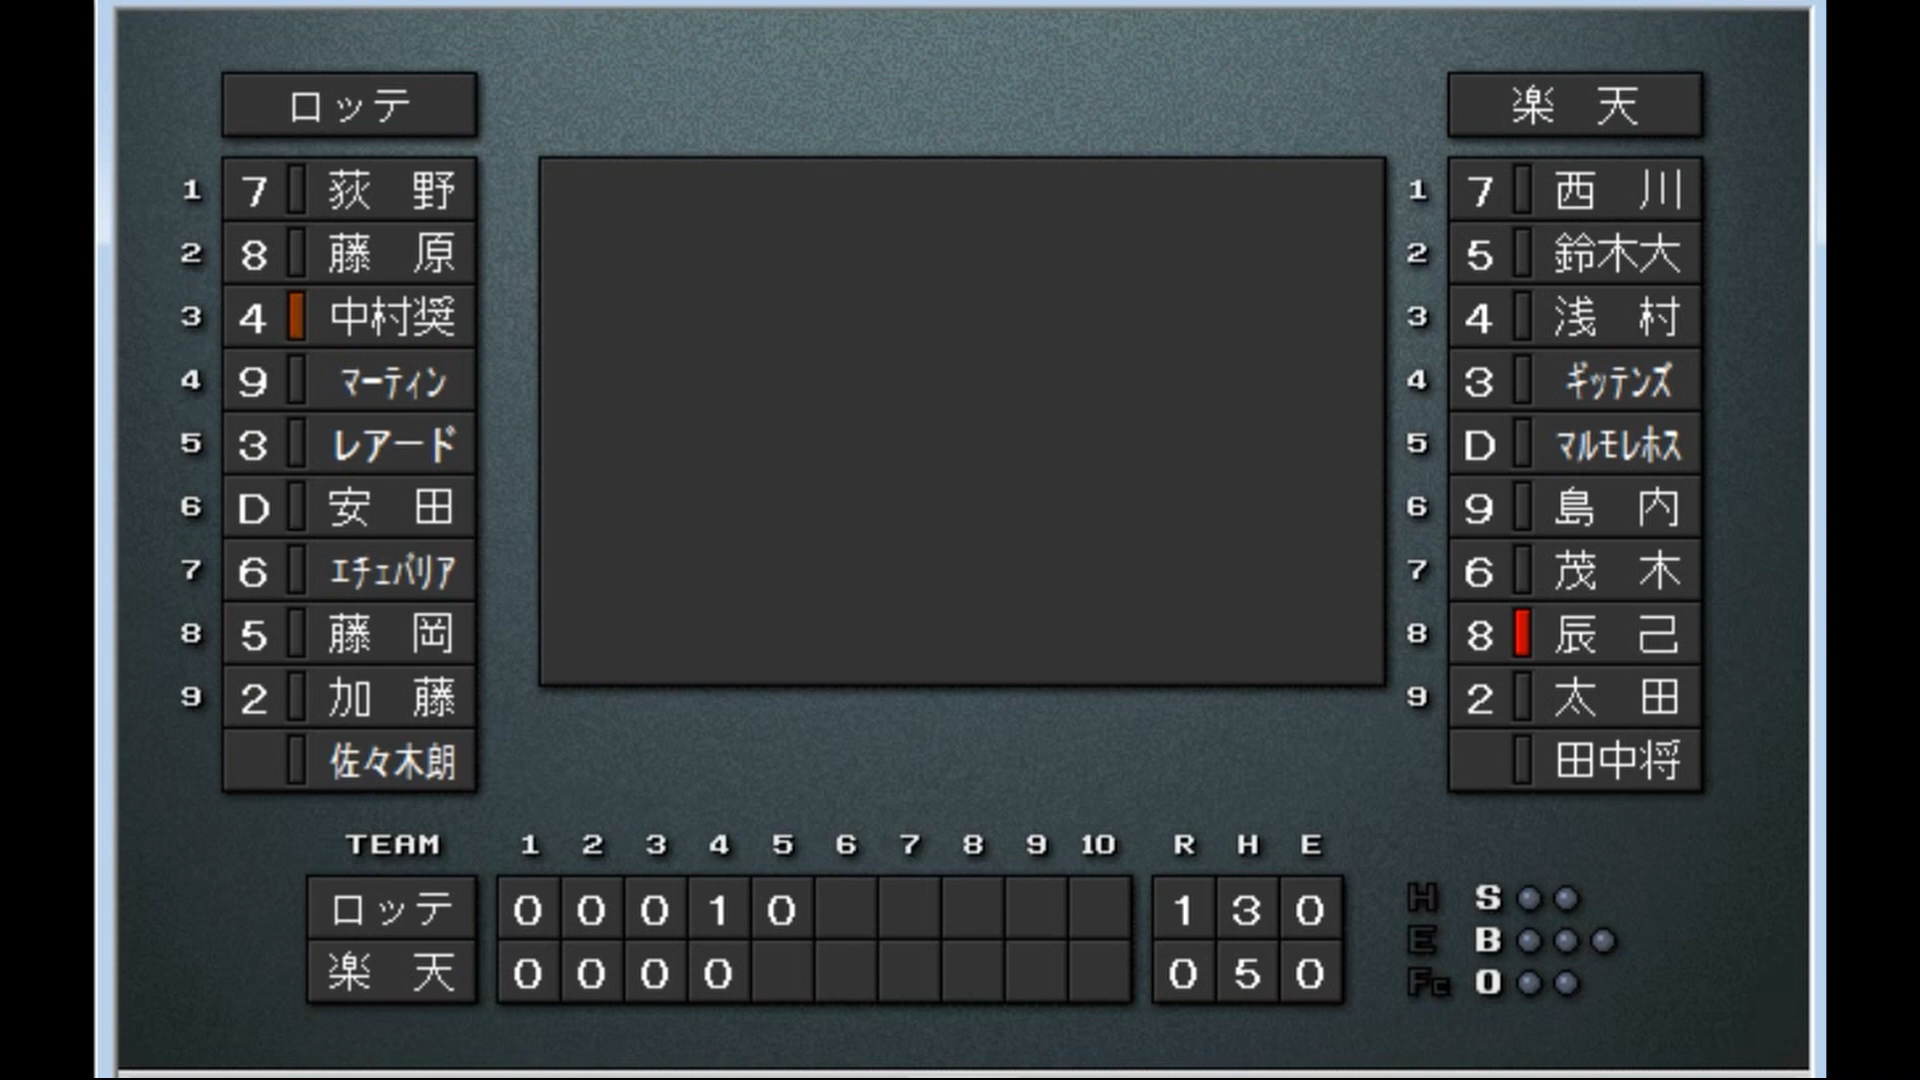 ロッテ
1 7 荻野
2 8 藤原
3 4 中村奨
4 9 マーティン
5 3 レアード
6 D 安田
7 6 エチェバリア
8 5 藤岡
9 2 加藤
佐々木朗
楽天
1 7 西川
2 5 鈴木大
3 4 浅村
4 3 ギッテンズ
5 D マルモレホス
6 9 島内
7 6 茂木
8 8 辰己
9 2 太田
田中将
TEAM 1 2 3 4 5 6 7 8 9 10 R H E
ロッテ 0 0 0 1 0 1 3 0
楽天 0 0 0 0 0 5 0
H S
E B
Fc O